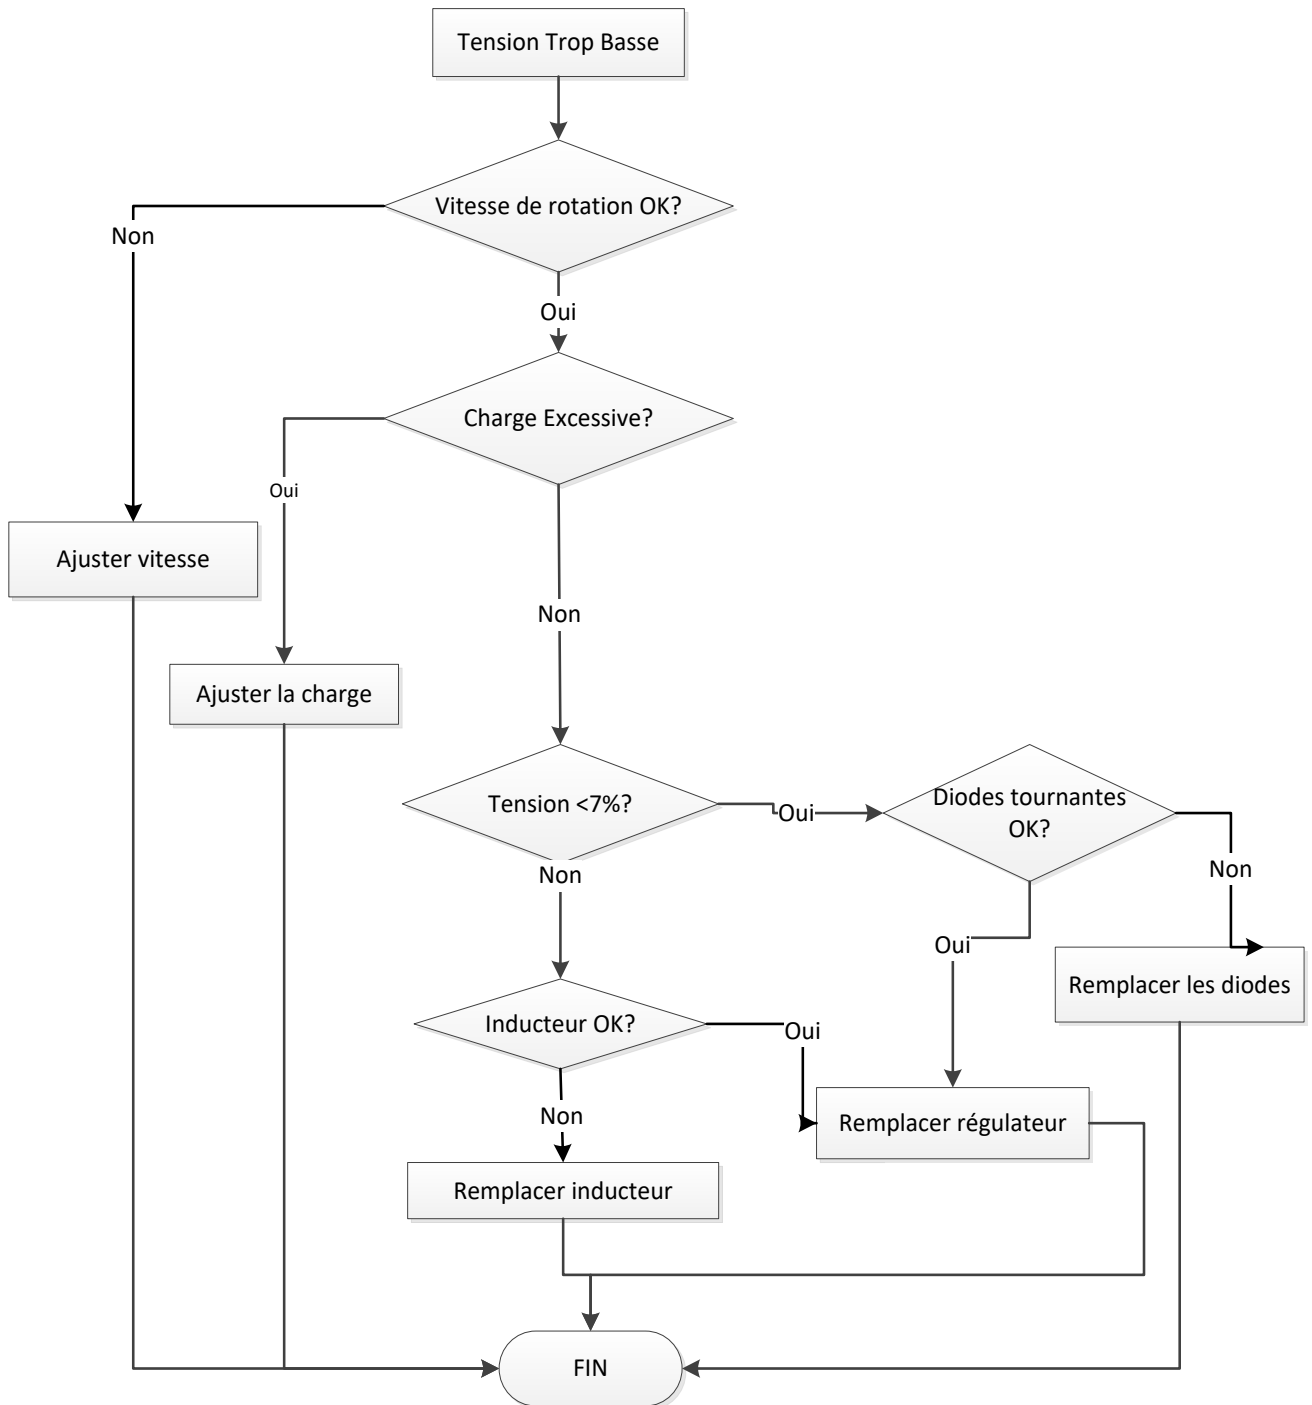 Tension Trop Basse
Vitesse de rotation OK?
Non
Oui
Charge Excessive?
Oui
Ajuster vitesse
Non
Ajuster la charge
Tension <7%?
Oui
Diodes tournantes
OK?
Non
Non
Oui
Remplacer les diodes
Inducteur OK?
Oui
Non
Remplacer régulateur
Remplacer inducteur
FIN